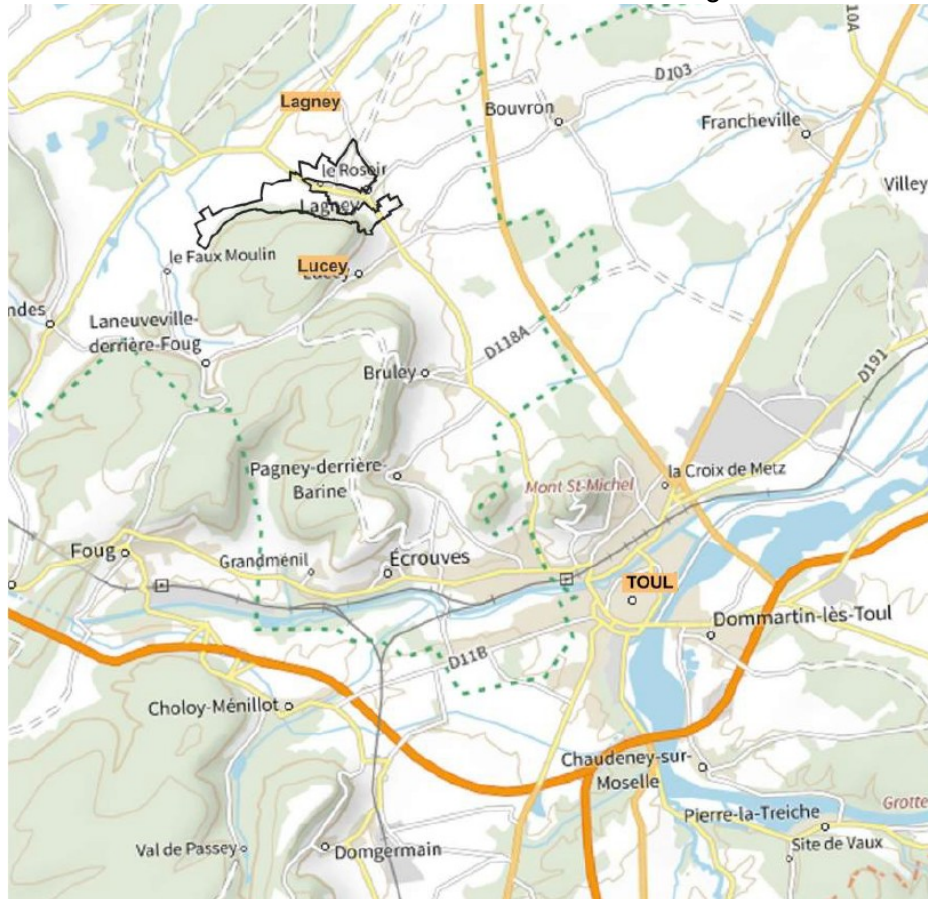 10A
D103
Lagney
Bouvron
Francheville
le Rosoir
Villey
Lagney
le Faux Moulin
Lucey
Lucey
ndes
Laneuveville-
derrière-Foug
D118A
D191
Bruley
Pagney-derrière-
Barine
Mont St-Michel
la Croix de Metz
Foug
Grandménil
Écrouves
TOUL
Dommartin-lès-Toul
D11B
Choloy-Ménillot
Chaudeney-sur-
Moselle
Pierre-la-Treiche
Grotte
Val de Passey
Domgermain
Site de Vaux